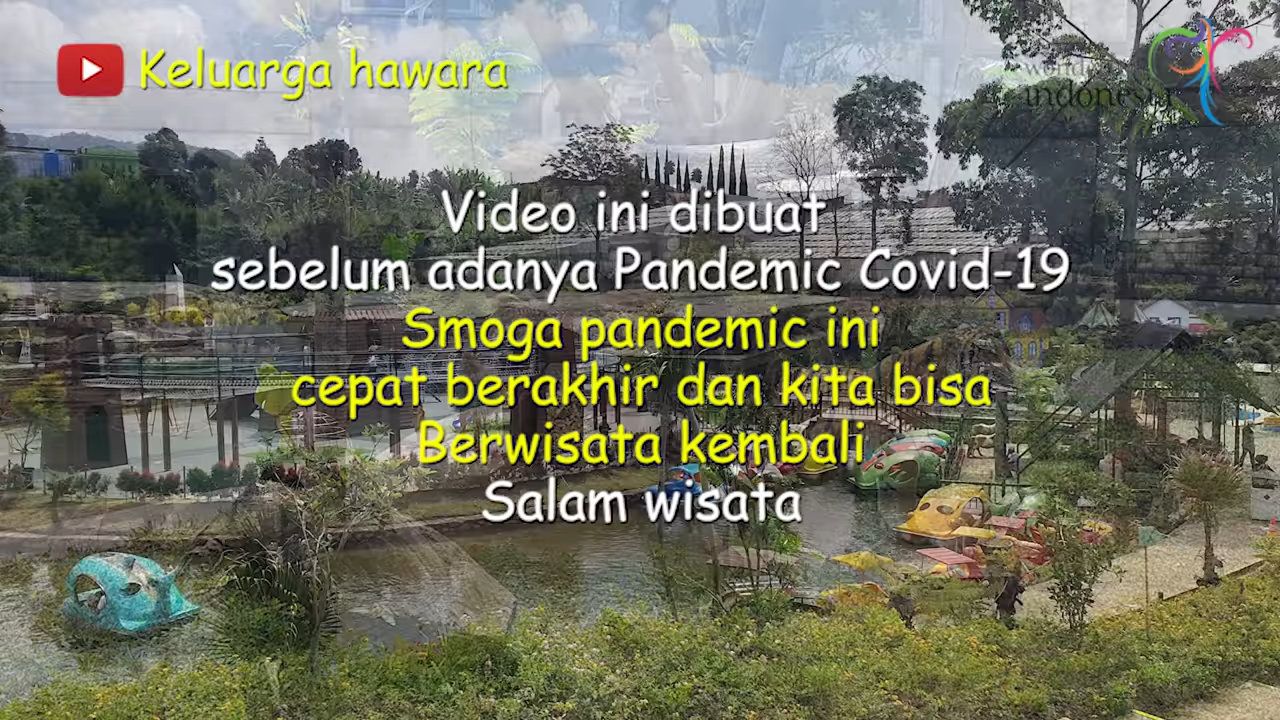 Keluarga hawara
indonesia
Video ini dibuat
sebelum adanya Pandemic Covid-19
Smoga pandemic ini
cepat berakhir dan kita bisa
Berwisata kembali
Salam wisata